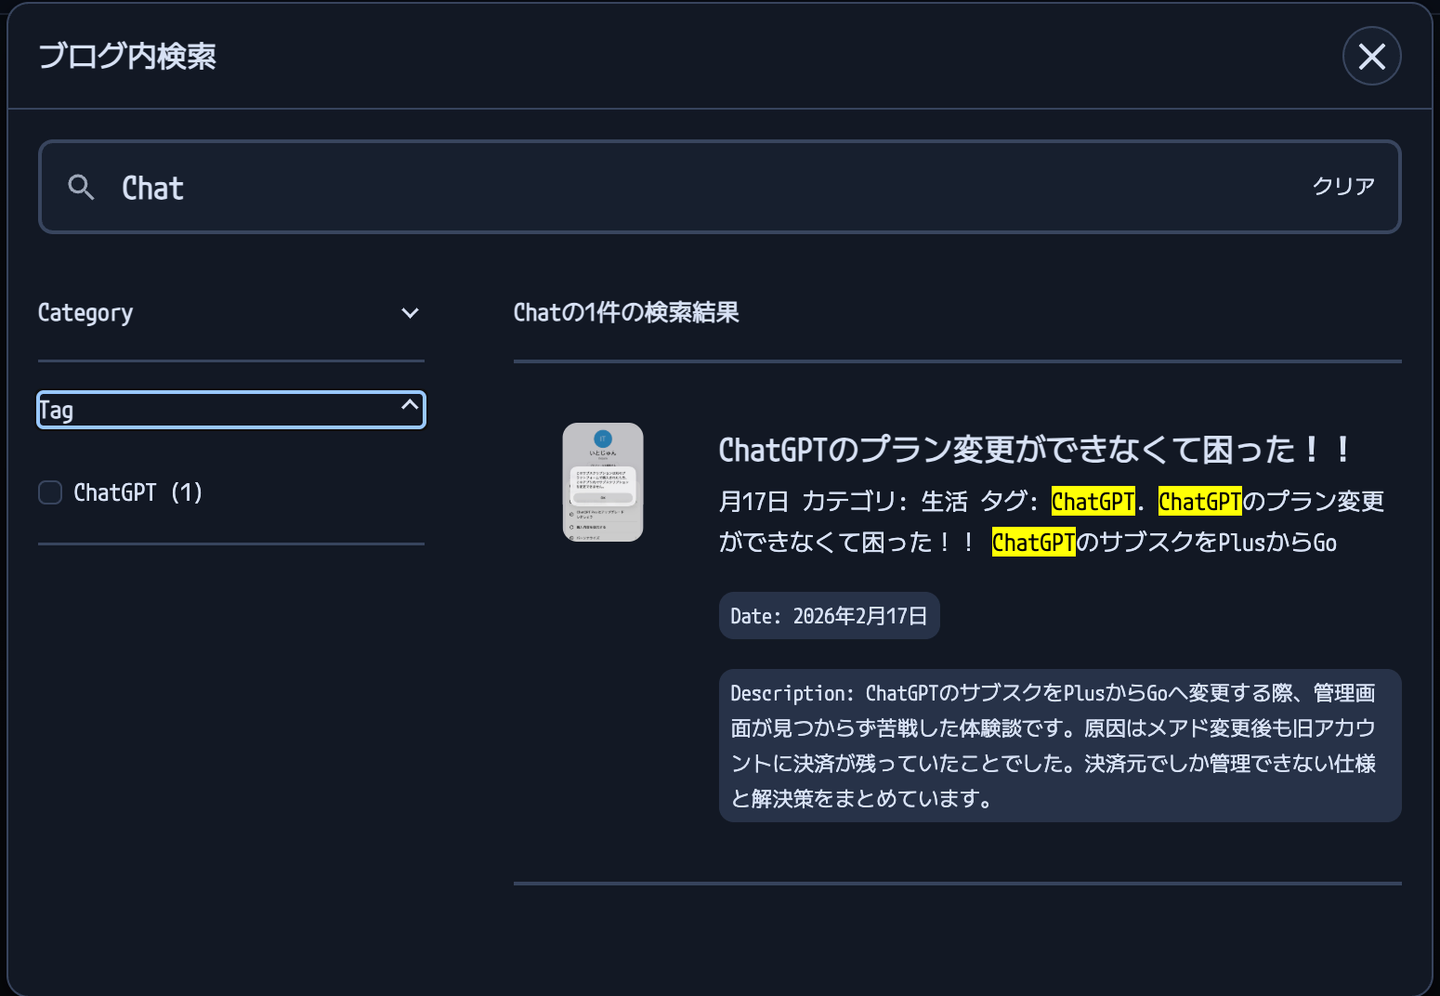 ブログ内検索
Chat
クリア
Category
Tag
ChatGPT (1)
Chatの1件の検索結果
いとじゅん
ChatGPTのプラン変更ができなくて困った！！
月17日 カテゴリ: 生活 タグ: ChatGPT. ChatGPTのプラン変更
ができなくて困った！！ ChatGPTのサブスクをPlusからGo
Date: 2026年2月17日
Description: ChatGPTのサブスクをPlusからGoへ変更する際、管理画
面が見つからず苦戦した体験談です。原因はメアド変更後も旧アカウ
ントに決済が残っていたことでした。決済元でしか管理できない仕様
と解決策をまとめています。